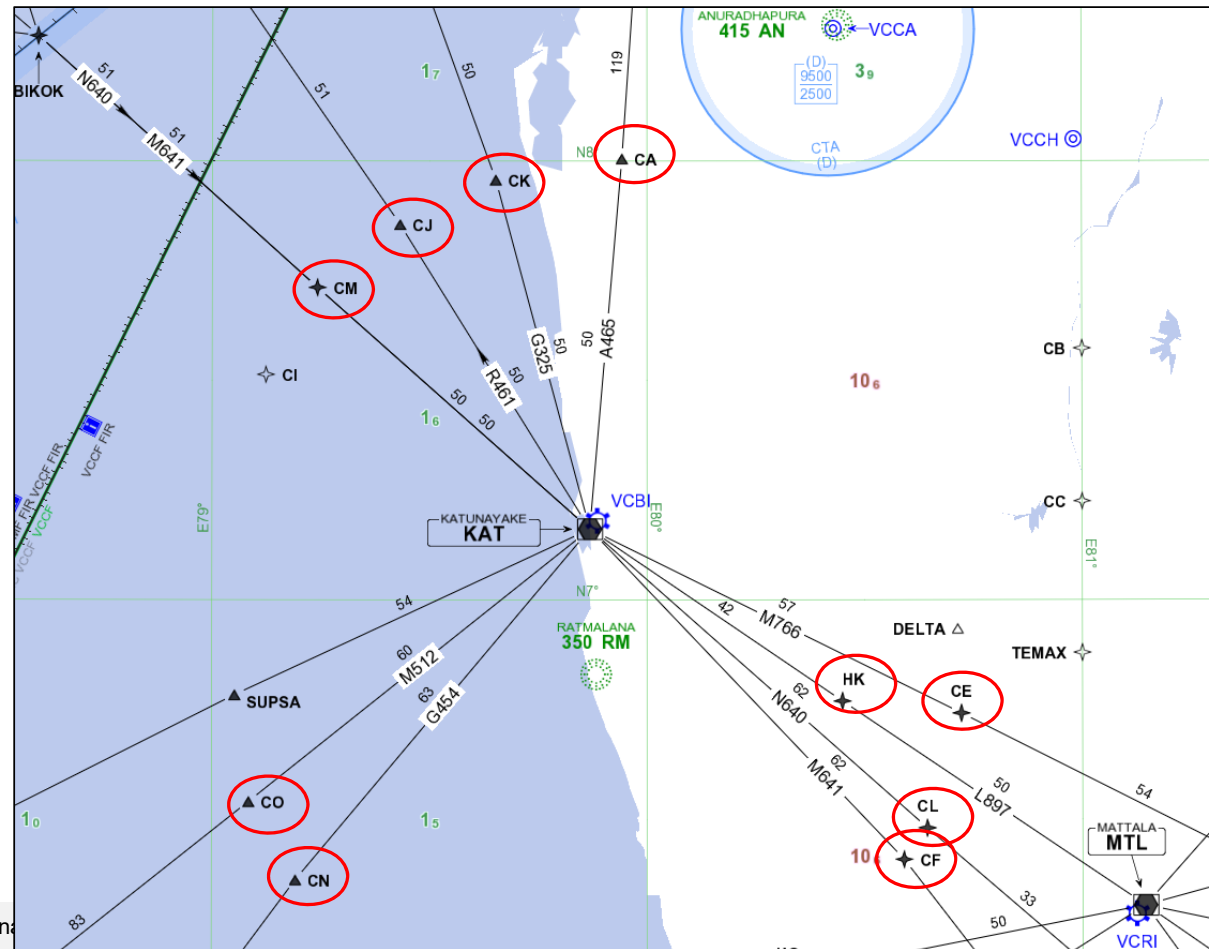 ANURADHAPURA
415 AN
VCCA
(D)
9500
2500
CTA
(D)
3₉
VCCH
1₇
51
N640
51
M641
BIKOK
51
50
119
N8
CA
CK
CJ
CM
CI
50
G325
50
A465
50
R461
50
50
1₆
10₆
CB
CC
VCCF FIR
FIR VCCF FIR
VCCF VCCF
E79°
KATUNAYAKE
KAT
VCBI
E80°
E81°
N7°
RATMALANA
350 RM
54
60
M512
63
G454
SUPSA
CO
CN
83
1₀
1₅
42
57
M766
DELTA
TEMAX
HK
CE
62
N640
62
M641
CL
CF
50
L897
54
10
33
50
MATTALA
MTL
VCRI